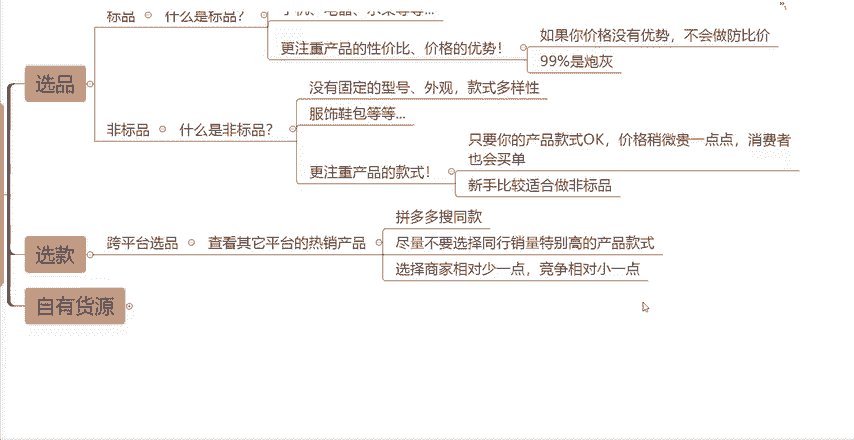 标品
什么是标品？
手机、电器、水果等等...
更注重产品的性价比、价格的优势！
如果你价格没有优势，不会做防比价
99%是炮灰
选品
没有固定的型号、外观，款式多样性
服饰鞋包等等...
非标品
什么是非标品？
更注重产品的款式！
只要你的产品款式OK，价格稍微贵一点点，消费者
也会买单
新手比较适合做非标品
选款
跨平台选品
查看其它平台的热销产品
拼多多搜同款
尽量不要选择同行销量特别高的产品款式
选择商家相对少一点，竞争相对小一点
自有货源